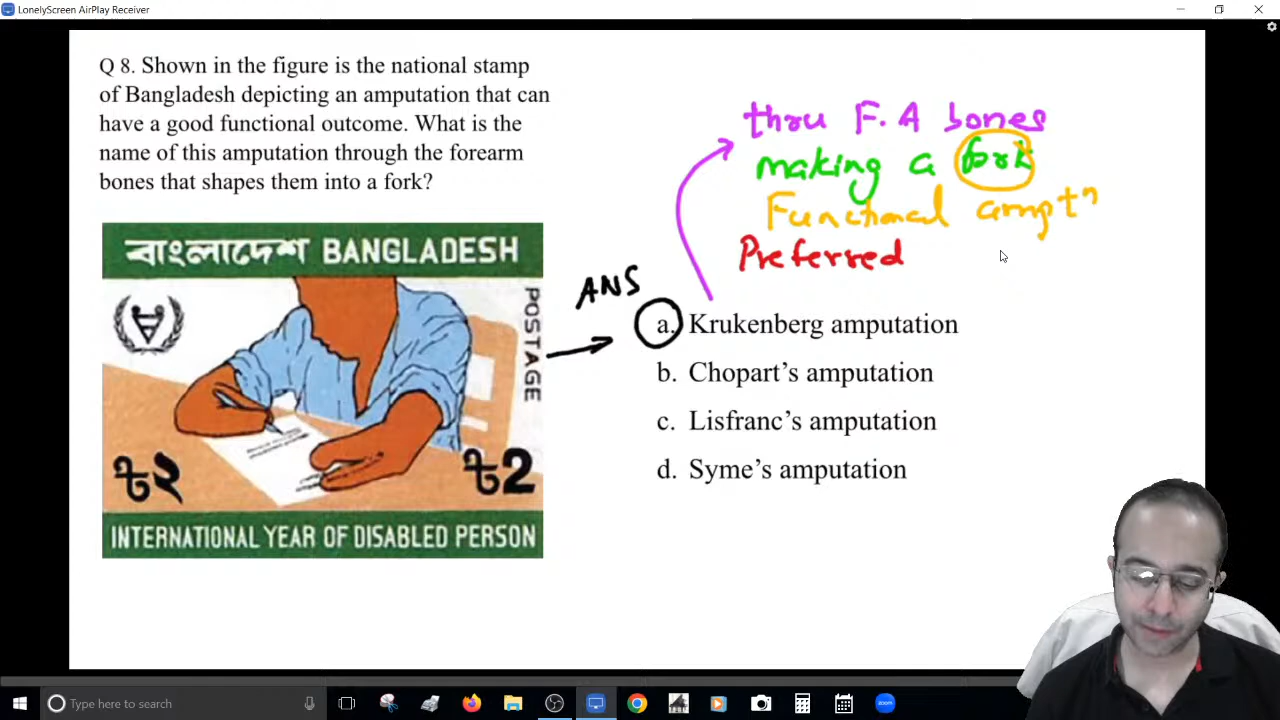 LonelyScreen AirPlay Receiver
Q 8. Shown in the figure is the national stamp
of Bangladesh depicting an amputation that can
have a good functional outcome. What is the
name of this amputation through the forearm
bones that shapes them into a fork?
thru F.A bones
making a fork
Functional ampt
Preferred
বাংলাদেশ BANGLADESH
POSTAGE
৳২
৳2
INTERNATIONAL YEAR OF DISABLED PERSON
ANS
a. Krukenberg amputation
b. Chopart’s amputation
c. Lisfranc’s amputation
d. Syme’s amputation
Type here to search
zoom